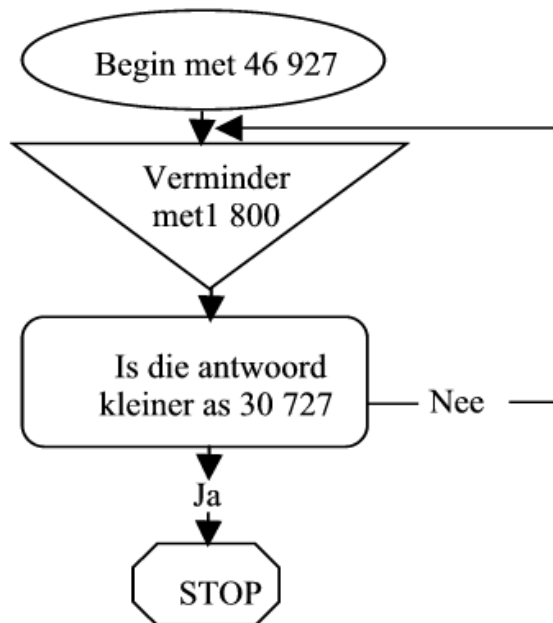 Begin met 46 927
Verminder
met1 800
Is die antwoord
kleiner as 30 727
Nee
Ja
STOP